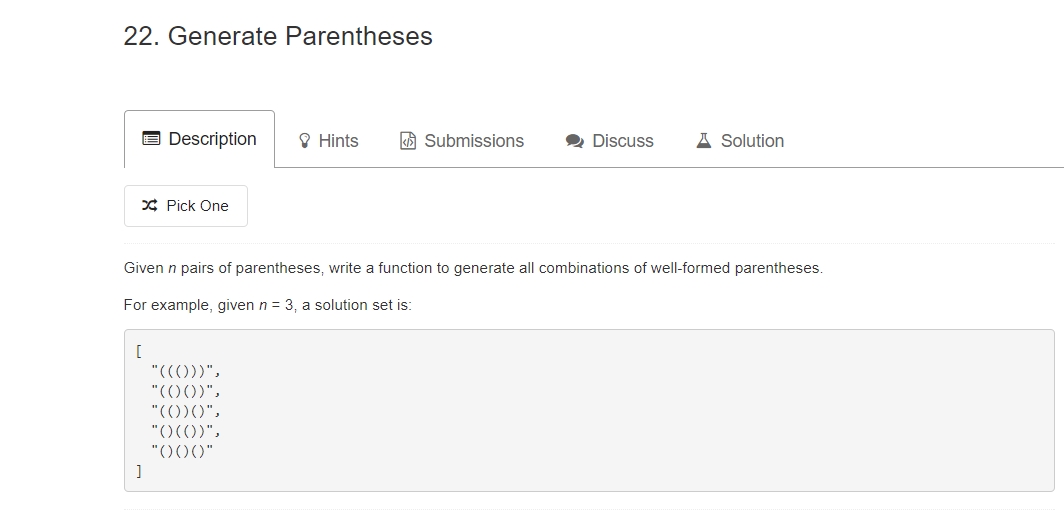 22. Generate Parentheses
Description
Hints
Submissions
Discuss
Solution
Pick One
Given n pairs of parentheses, write a function to generate all combinations of well-formed parentheses.
For example, given n = 3, a solution set is:
[
"((()))",
"(()())",
"(())()",
"()(())",
"()()()"
]